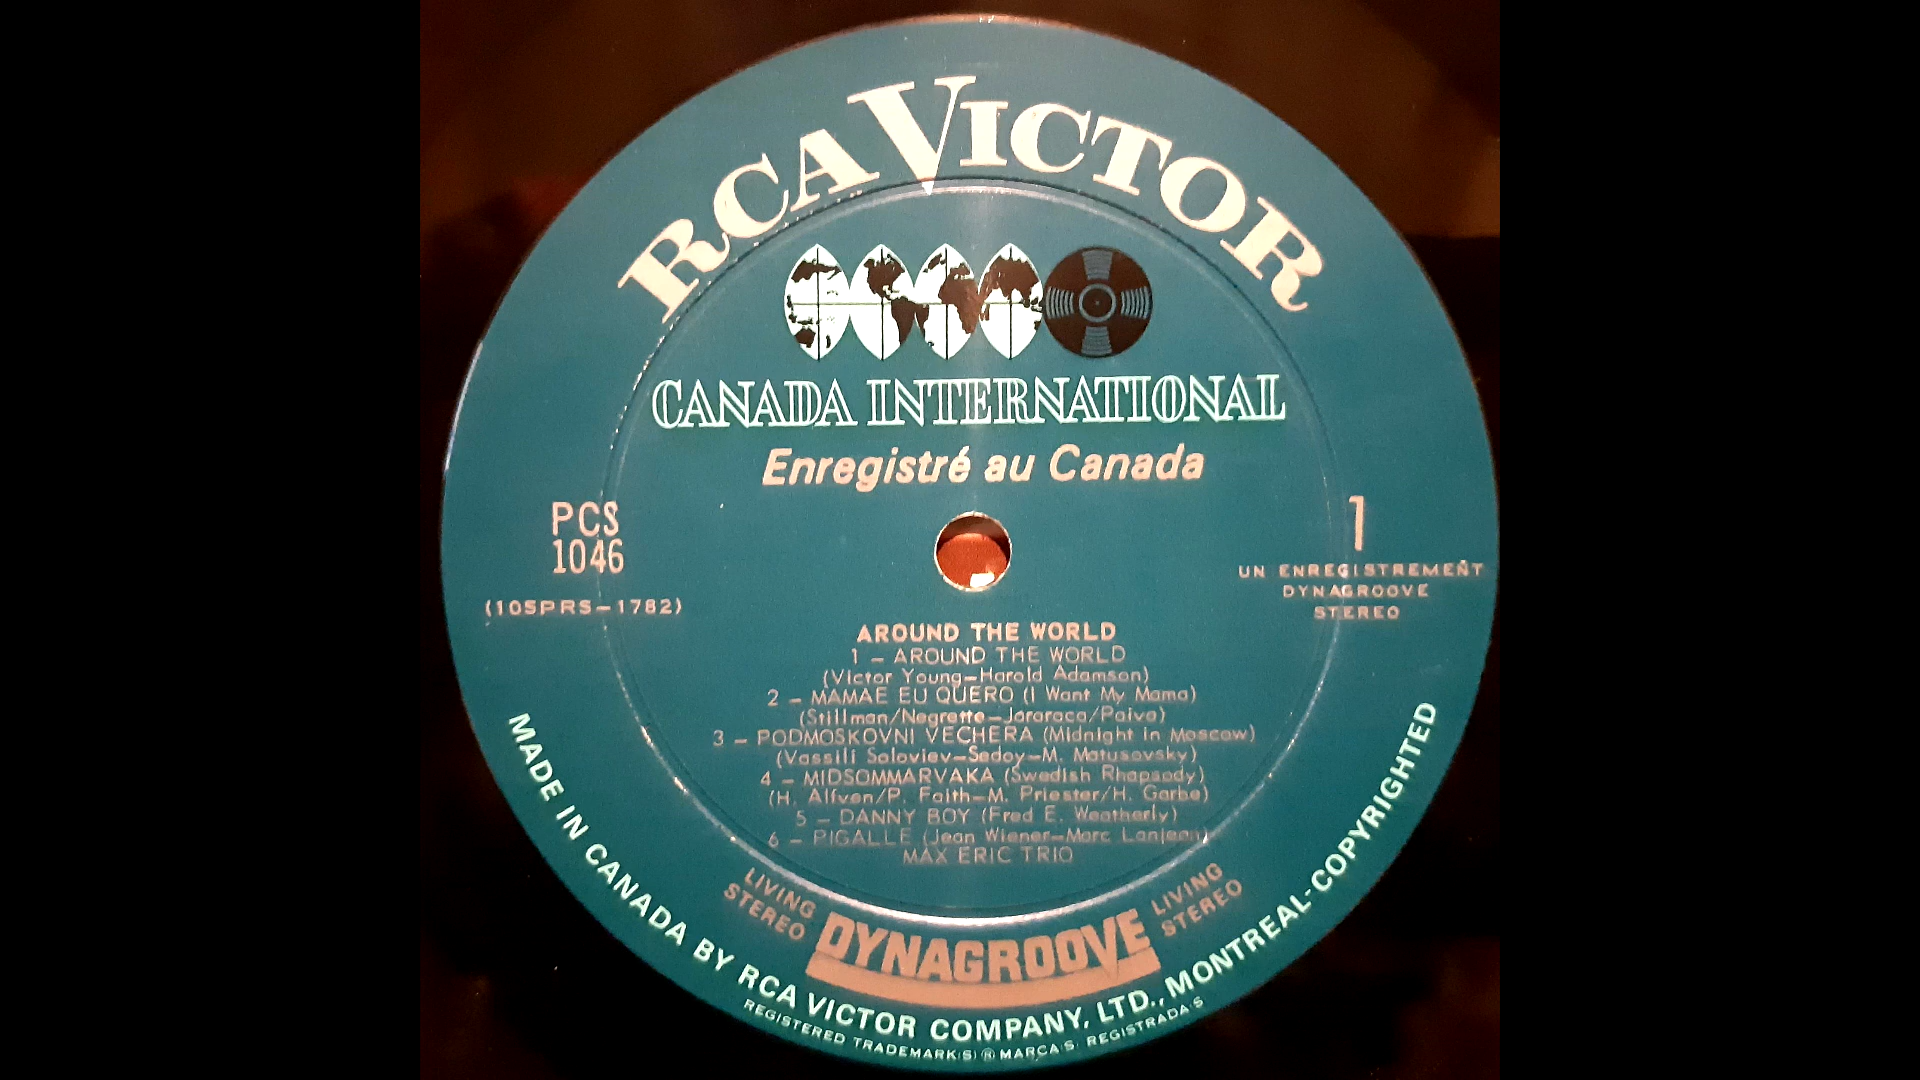 RCA VICTOR
CANADA INTERNATIONAL
Enregistré au Canada
PCS
1046
(105PRS-1782)
1
UN ENREGISTREMENT
DYNAGROOVE
STEREO
AROUND THE WORLD
1 - AROUND THE WORLD
(Victor Young-Harold Adamson)
2 - MAMAE EU QUERO (I Want My Mama)
(Stillman/Negrette-Jararaca/Paiva)
3 - PODMOSKOVNI VECHERA (Midnight in Moscow)
(Vassili Soloviev-Sedoy-M. Matusovsky)
4 - MIDSOMMARVAKA (Swedish Rhapsody)
(H. Alfven/P. Faith-M. Priester/H. Garbe)
5 - DANNY BOY (Fred E. Weatherly)
6 - PIGALLE (Jean Wiener-Marc Lanjean)
MAX ERIC TRIO
LIVING
STEREO
DYNAGROOVE
LIVING
STEREO
MADE IN CANADA BY RCA VICTOR COMPANY, LTD., MONTREAL-COPYRIGHTED
REGISTERED TRADEMARK(S) ® MARCA(S) REGISTRADA(S)